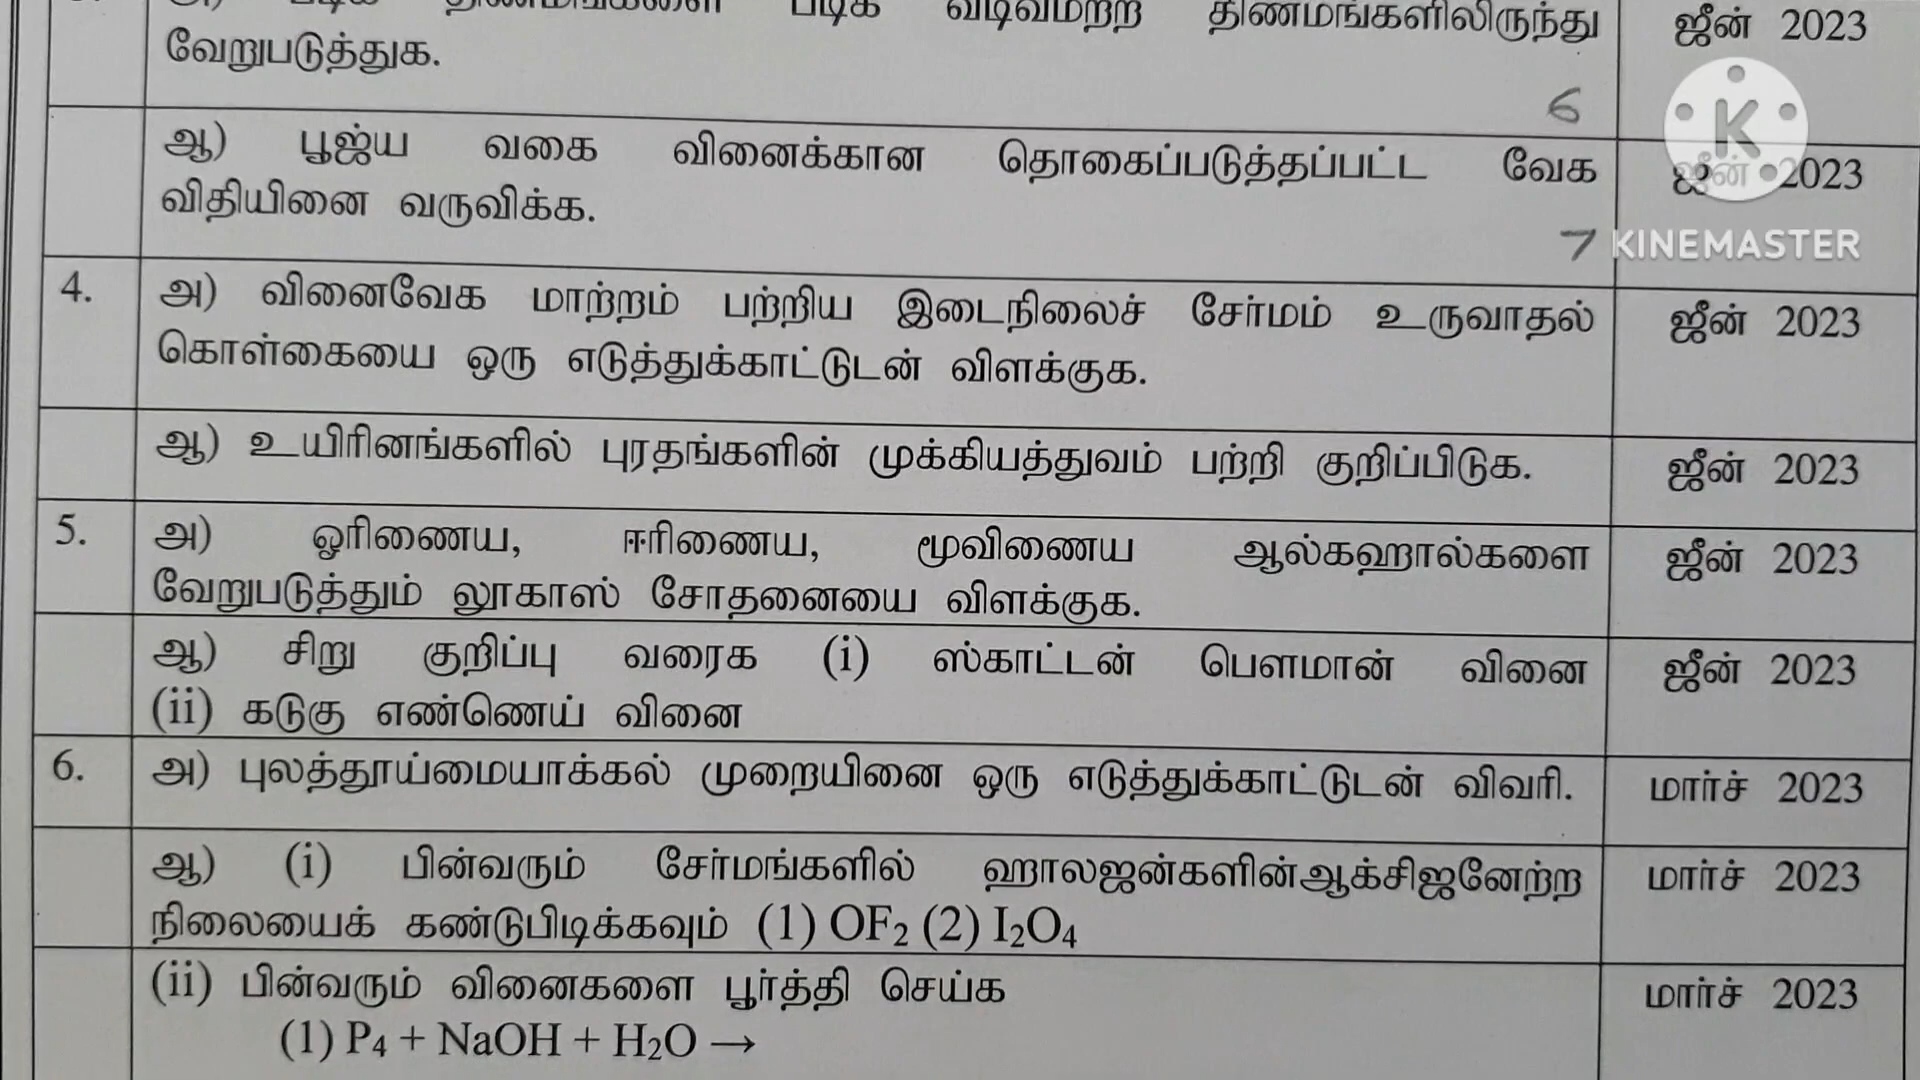 திண்மங்களிலிருந்து ஜீன் 2023
வேறுபடுத்துக.
6
ஆ) பூஜ்ய வகை வினைக்கான தொகைப்படுத்தப்பட்ட வேக ஜீன் 2023
விதியினை வருவிக்க.
7 KINEMASTER
4. அ) வினைவேக மாற்றம் பற்றிய இடைநிலைச் சேர்மம் உருவாதல் ஜீன் 2023
கொள்கையை ஒரு எடுத்துக்காட்டுடன் விளக்குக.
ஆ) உயிரினங்களில் புரதங்களின் முக்கியத்துவம் பற்றி குறிப்பிடுக. ஜீன் 2023
5. அ) ஓரிணைய, ஈரிணைய, மூவிணைய ஆல்கஹால்களை ஜீன் 2023
வேறுபடுத்தும் லூகாஸ் சோதனையை விளக்குக.
ஆ) சிறு குறிப்பு வரைக (i) ஸ்காட்டன் பௌமான் வினை ஜீன் 2023
(ii) கடுகு எண்ணெய் வினை
6. அ) புலத்தூய்மையாக்கல் முறையினை ஒரு எடுத்துக்காட்டுடன் விவரி. மார்ச் 2023
ஆ) (i) பின்வரும் சேர்மங்களில் ஹாலஜன்களின்ஆக்சிஜனேற்ற மார்ச் 2023
நிலையைக் கண்டுபிடிக்கவும் (1) OF₂ (2) I₂O₄
(ii) பின்வரும் வினைகளை பூர்த்தி செய்க மார்ச் 2023
(1) P₄ + NaOH + H₂O →